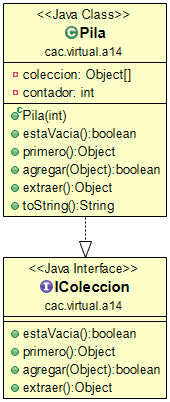 <<Java Class>>
Pila
cac.virtual.a14
coleccion: Object[]
contador: int
Pila(int)
estaVacia():boolean
primero():Object
agregar(Object):boolean
extraer():Object
toString():String
<<Java Interface>>
IColeccion
cac.virtual.a14
estaVacia():boolean
primero():Object
agregar(Object):boolean
extraer():Object